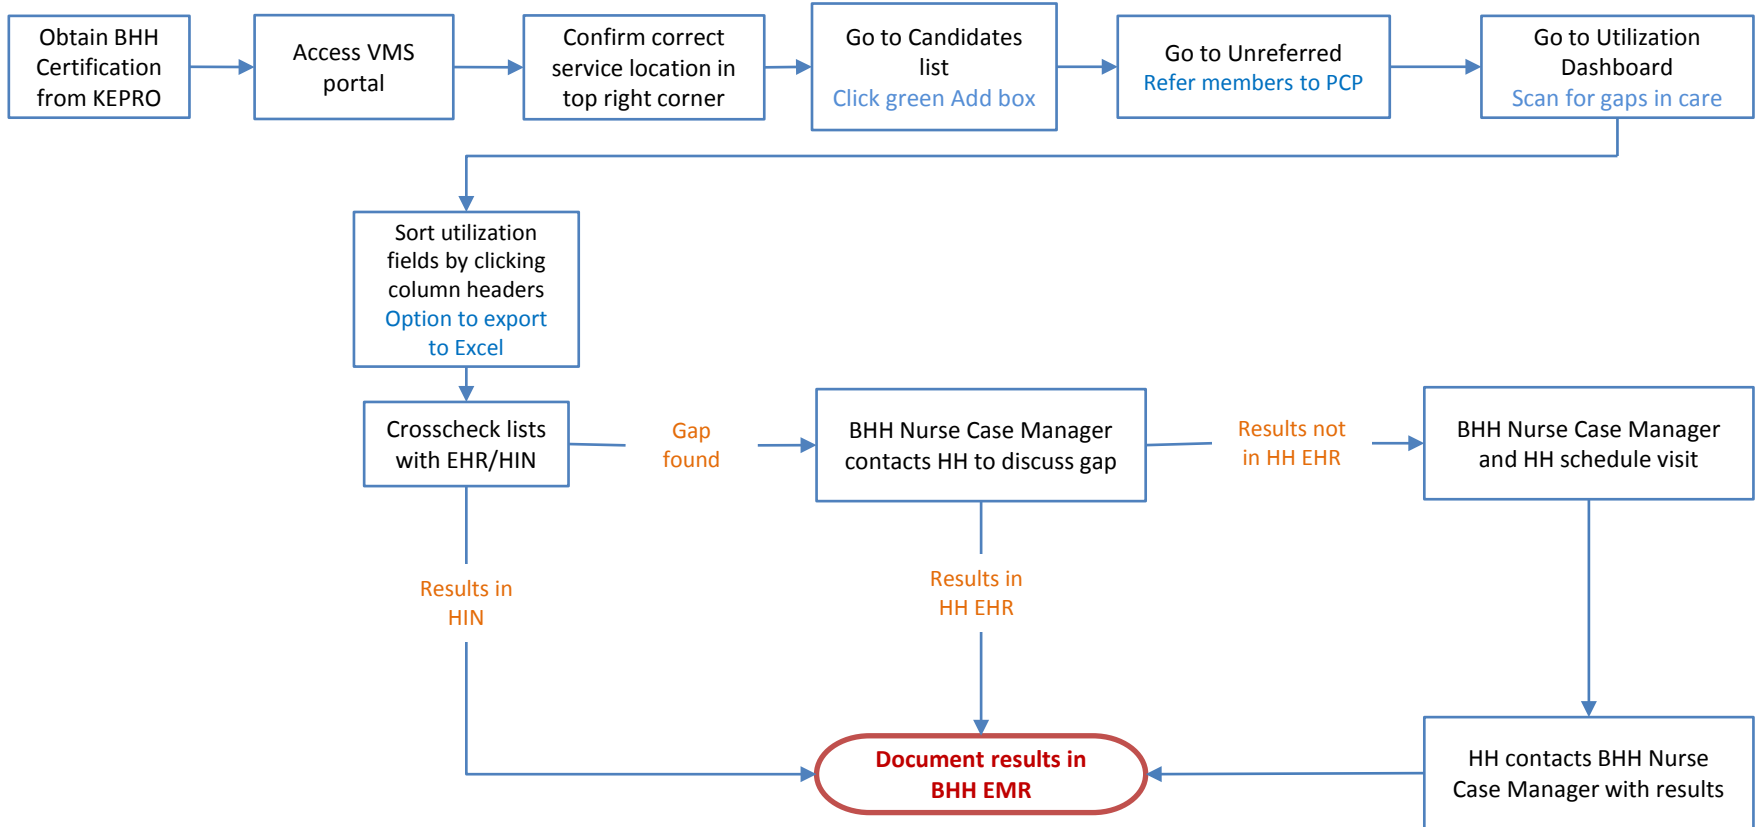 Obtain BHH
Certification
from KEPRO
Access VMS
portal
Confirm correct
service location in
top right corner
Go to Candidates
list
Click green Add box
Go to Unreferred
Refer members to PCP
Go to Utilization
Dashboard
Scan for gaps in care
Sort utilization
fields by clicking
column headers
Option to export
to Excel
Crosscheck lists
with EHR/HIN
Gap
found
BHH Nurse Case Manager
contacts HH to discuss gap
Results not
in HH EHR
BHH Nurse Case Manager
and HH schedule visit
Results in
HIN
Results in
HH EHR
Document results in
BHH EMR
HH contacts BHH Nurse
Case Manager with results